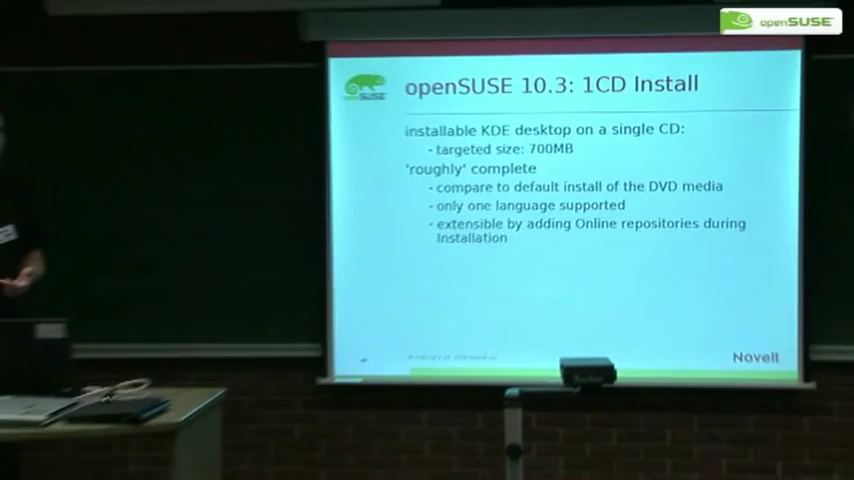 openSUSE
openSUSE 10.3: 1CD Install
openSUSE
installable KDE desktop on a single CD:
- targeted size: 700MB
'roughly' complete
- compare to default install of the DVD media
- only one language supported
- extensible by adding Online repositories during
Installation
Novell